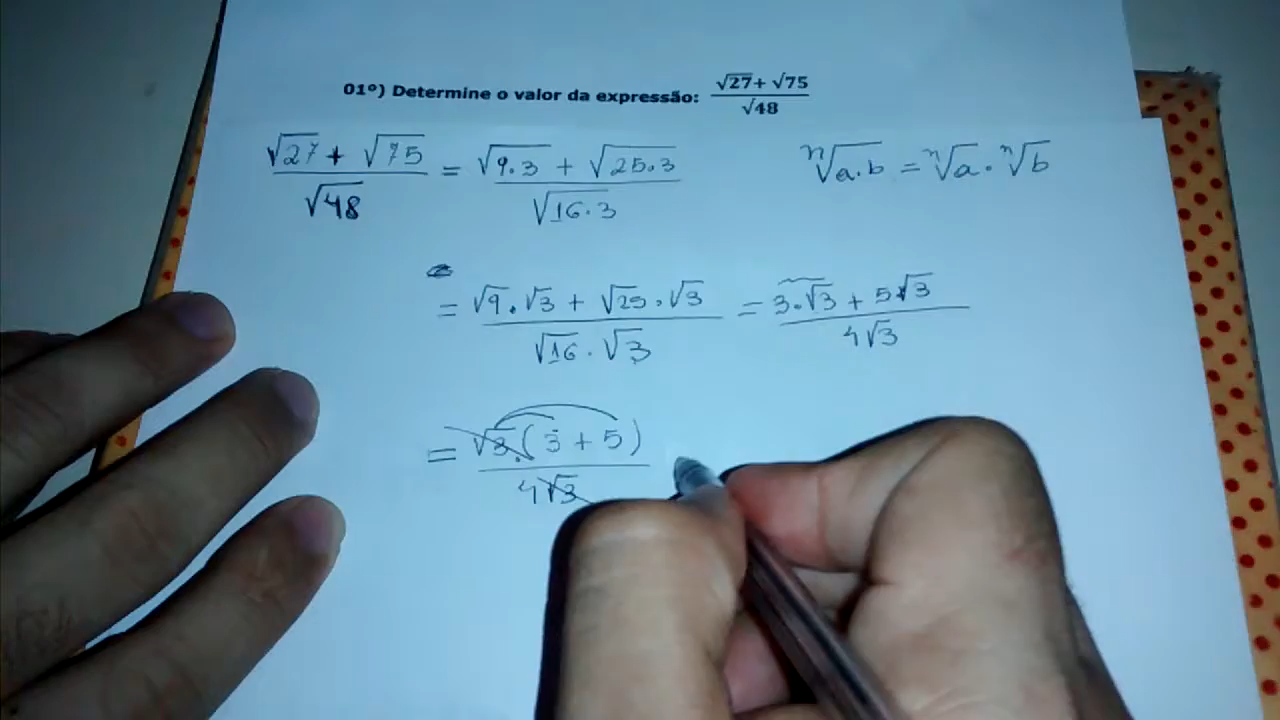 01º) Determine o valor da expressão: (√27+ √75)/√48
(√27 + √75)/√48 = (√9.3 + √25.3)/√16.3
ⁿ√a.b = ⁿ√a . ⁿ√b
= (√9.√3 + √25.√3)/(√16.√3) = (3.√3 + 5√3)/(4√3)
= (√3.(3+5))/(4√3)